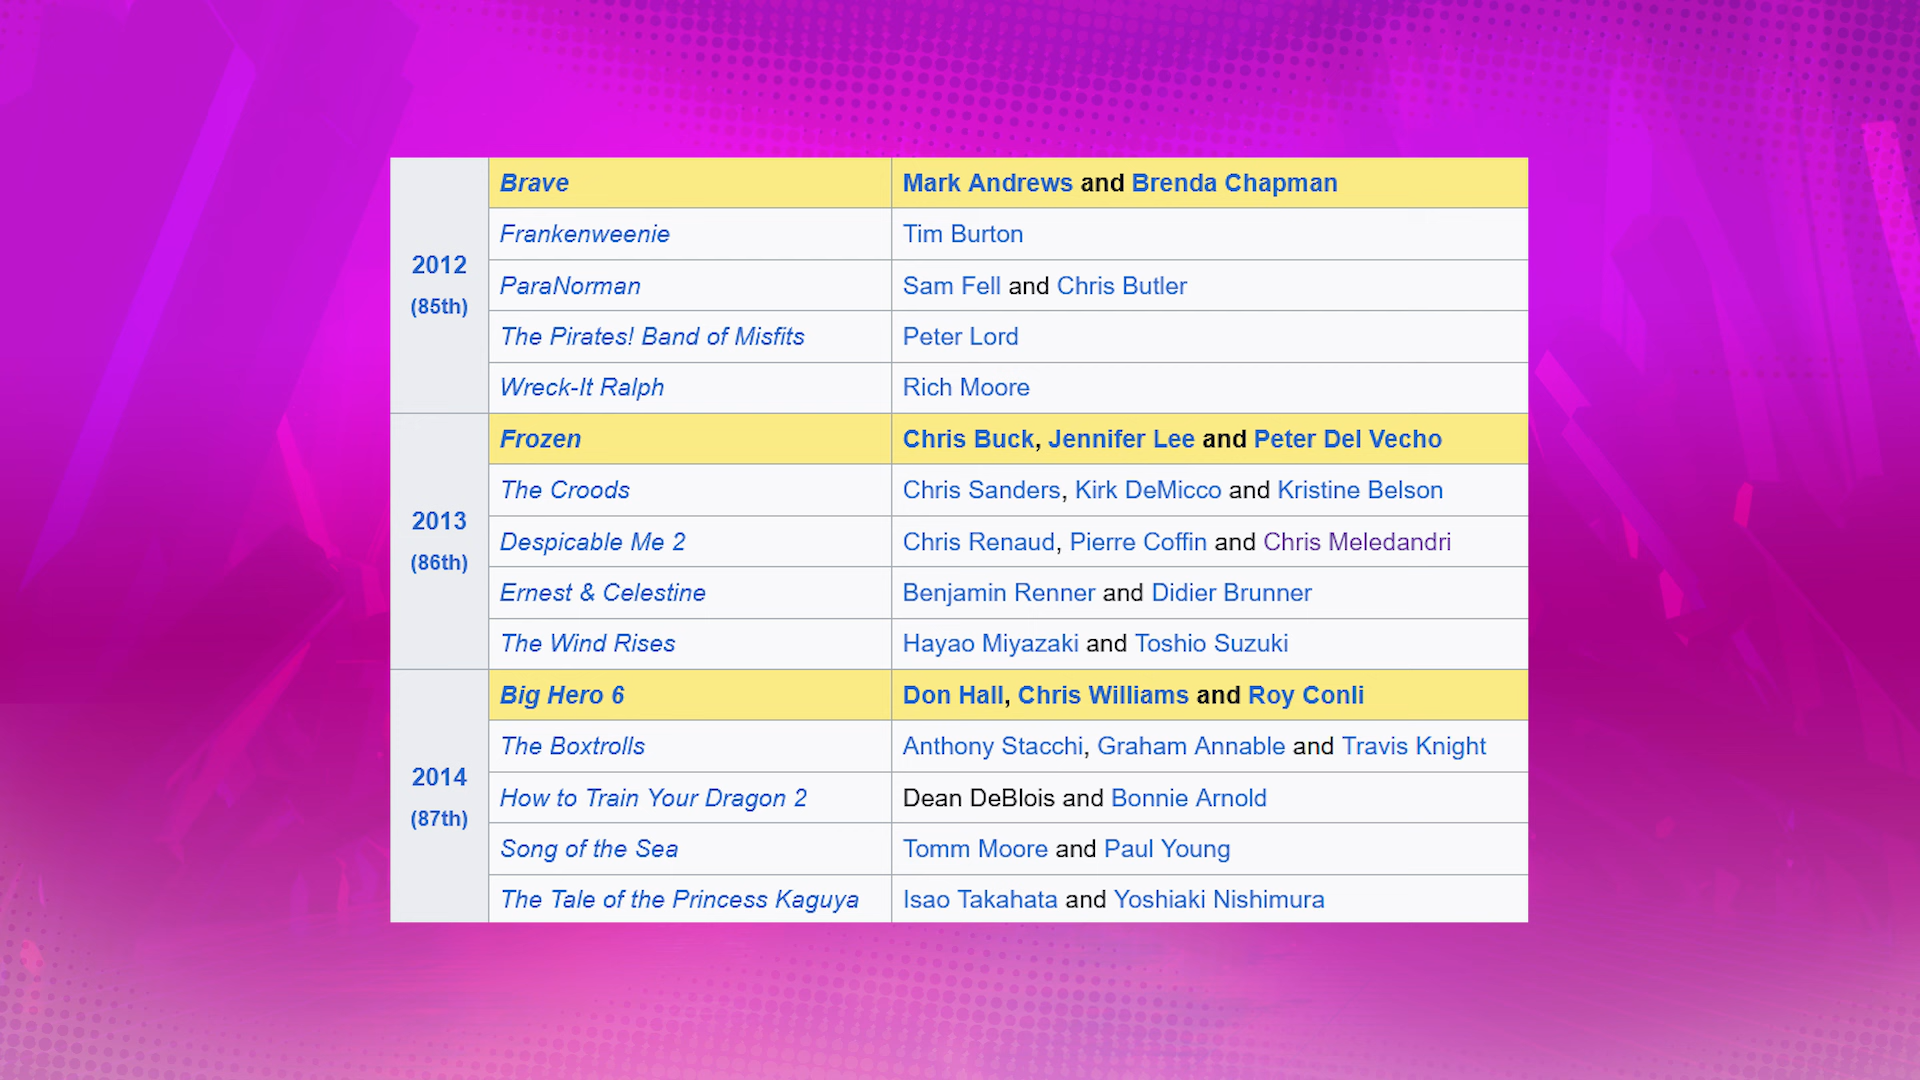 2012
(85th)
Brave Mark Andrews and Brenda Chapman
Frankenweenie Tim Burton
ParaNorman Sam Fell and Chris Butler
The Pirates! Band of Misfits Peter Lord
Wreck-It Ralph Rich Moore
2013
(86th)
Frozen Chris Buck, Jennifer Lee and Peter Del Vecho
The Croods Chris Sanders, Kirk DeMicco and Kristine Belson
Despicable Me 2 Chris Renaud, Pierre Coffin and Chris Meledandri
Ernest & Celestine Benjamin Renner and Didier Brunner
The Wind Rises Hayao Miyazaki and Toshio Suzuki
2014
(87th)
Big Hero 6 Don Hall, Chris Williams and Roy Conli
The Boxtrolls Anthony Stacchi, Graham Annable and Travis Knight
How to Train Your Dragon 2 Dean DeBlois and Bonnie Arnold
Song of the Sea Tomm Moore and Paul Young
The Tale of the Princess Kaguya Isao Takahata and Yoshiaki Nishimura